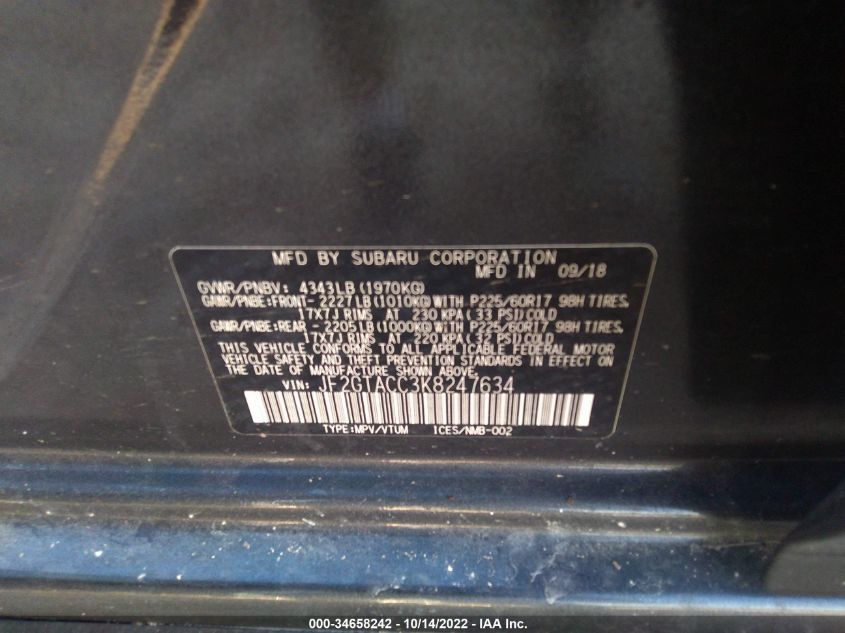 MFD BY SUBARU CORPORATION
MFD IN 09/18
GVWR/PNBV: 4343LB (1970KG)
GAWR/PNBE:FRONT- 2227LB(1010KG)WITH P225/60R17 98H TIRES.
17X7J RIMS AT 230 KPA(33 PSI)COLD
GAWR/PNBE:REAR - 2205LB(1000KG)WITH P225/60R17 98H TIRES.
17X7J RIMS AT 220 KPA(32 PSI)COLD
THIS VEHICLE CONFORMS TO ALL APPLICABLE FEDERAL MOTOR
VEHICLE SAFETY AND THEFT PREVENTION STANDARDS IN EFFECT ON
THE DATE OF MANUFACTURE SHOWN ABOVE.
VIN: JF2GTACC3K8247634
TYPE:MPV/VTUM ICES/NMB-002
000-34658242 - 10/14/2022 - IAA Inc.